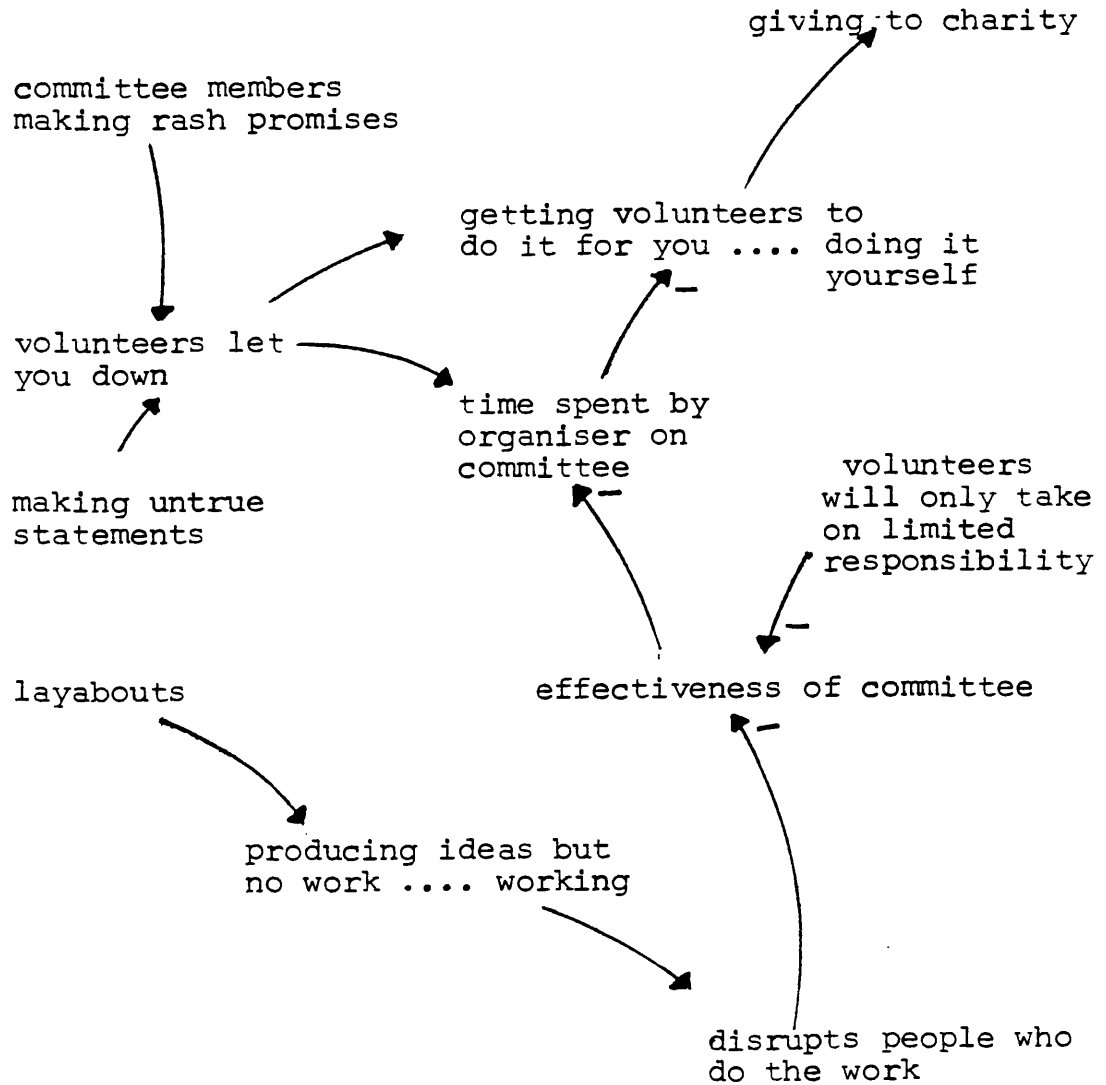 giving to charity
committee members
making rash promises
getting volunteers to
do it for you .... doing it
yourself
volunteers let
you down
time spent by
organiser on
committee
making untrue
statements
volunteers
will only take
on limited
responsibility
layabouts
effectiveness of committee
producing ideas but
no work .... working
disrupts people who
do the work